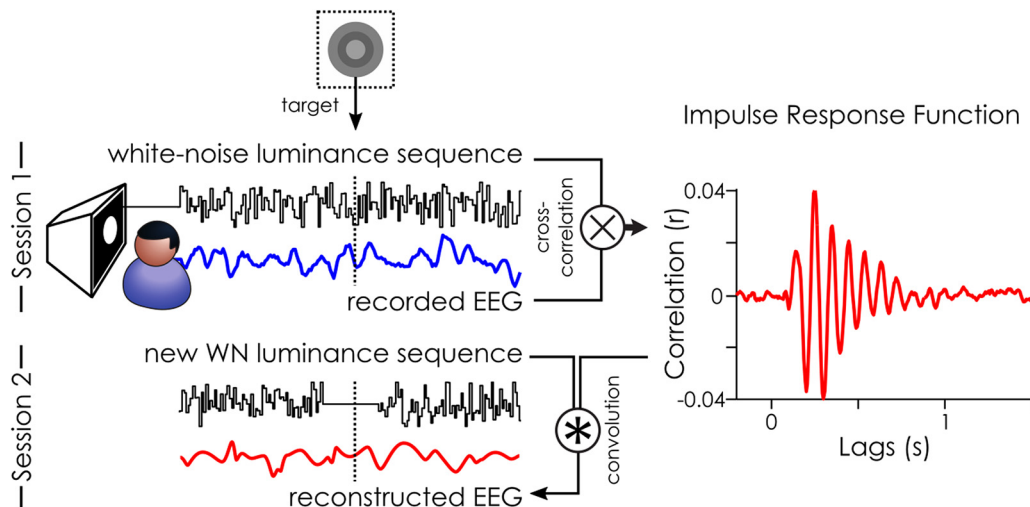 target
Impulse Response Function
Session 1
white-noise luminance sequence
cross-
correlation
recorded EEG
Session 2
new WN luminance sequence
convolution
reconstructed EEG
Correlation (r)
0.04
0
-0.04
0
1
Lags (s)